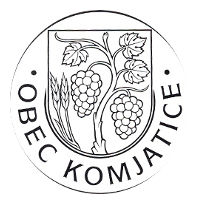 · OBEC KOMJATICE ·